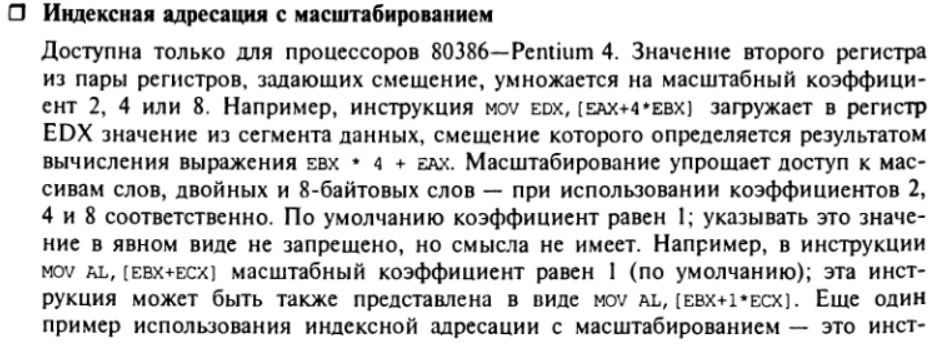 ❒ Индексная адресация с масштабированием
Доступна только для процессоров 80386—Pentium 4. Значение второго регистра
из пары регистров, задающих смещение, умножается на масштабный коэффици-
ент 2, 4 или 8. Например, инструкция MOV EDX, [EAX+4*EBX] загружает в регистр
EDX значение из сегмента данных, смещение которого определяется результатом
вычисления выражения EBX * 4 + EAX. Масштабирование упрощает доступ к мас-
сивам слов, двойных и 8-байтовых слов — при использовании коэффициентов 2,
4 и 8 соответственно. По умолчанию коэффициент равен 1; указывать это значе-
ние в явном виде не запрещено, но смысла не имеет. Например, в инструкции
MOV AL, [EBX+ECX] масштабный коэффициент равен 1 (по умолчанию); эта инст-
рукция может быть также представлена в виде MOV AL, [EBX+1*ECX]. Еще один
пример использования индексной адресации с масштабированием — это инст-